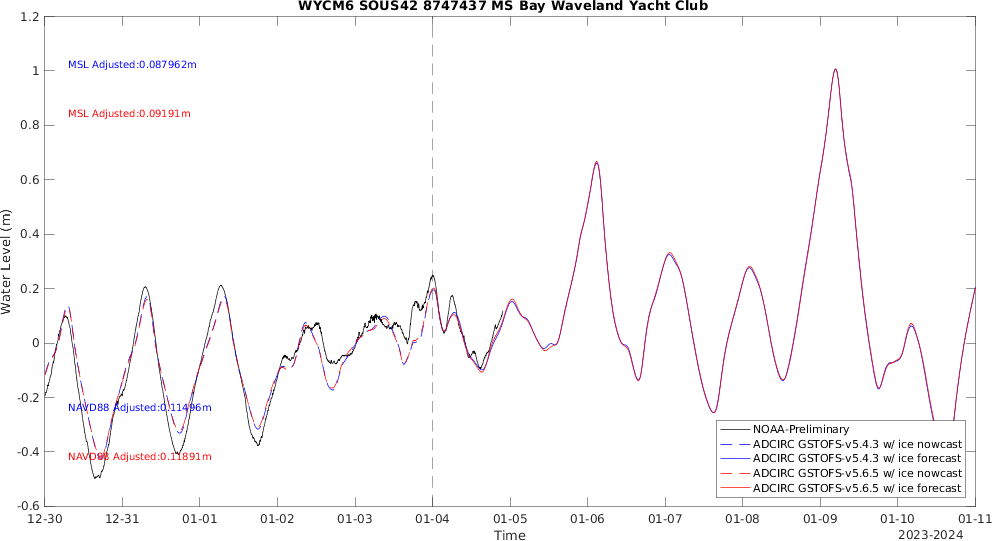 WYCM6 SOUS42 8747437 MS Bay Waveland Yacht Club
1.2
1
0.8
0.6
0.4
0.2
0
-0.2
-0.4
-0.6
Water Level (m)
MSL Adjusted:0.087962m
MSL Adjusted:0.09191m
NAVD88 Adjusted:0.11496m
NAVD88 Adjusted:0.11891m
NOAA-Preliminary
ADCIRC GSTOFS-v5.4.3 w/ ice nowcast
ADCIRC GSTOFS-v5.4.3 w/ ice forecast
ADCIRC GSTOFS-v5.6.5 w/ ice nowcast
ADCIRC GSTOFS-v5.6.5 w/ ice forecast
12-30 12-31 01-01 01-02 01-03 01-04 01-05 01-06 01-07 01-08 01-09 01-10 01-11
Time
2023-2024